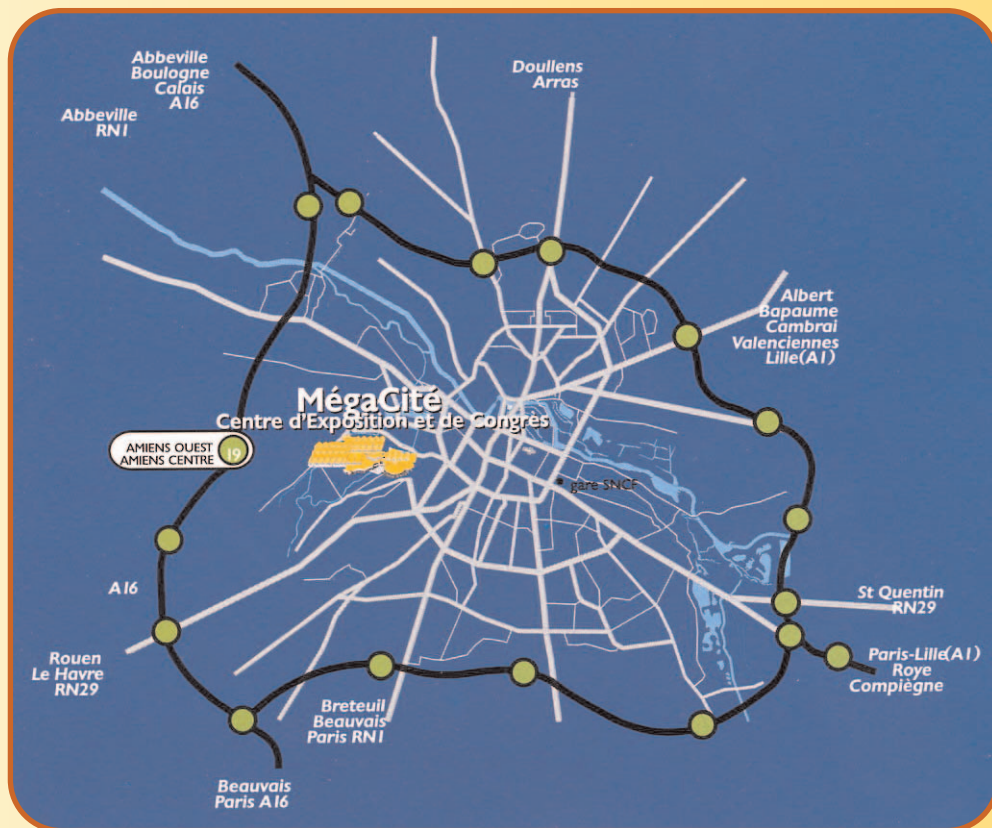 Abbeville
Boulogne
Calais
A16
Abbeville
RN1
Doullens
Arras
Albert
Bapaume
Cambrai
Valenciennes
Lille(A1)
MégaCité
Centre d'Exposition et de Congrès
AMIENS OUEST
AMIENS CENTRE
19
gare SNCF
A16
St Quentin
RN29
Rouen
Le Havre
RN29
Paris-Lille(A1)
Roye
Compiègne
Breteuil
Beauvais
Paris RN1
Beauvais
Paris A16